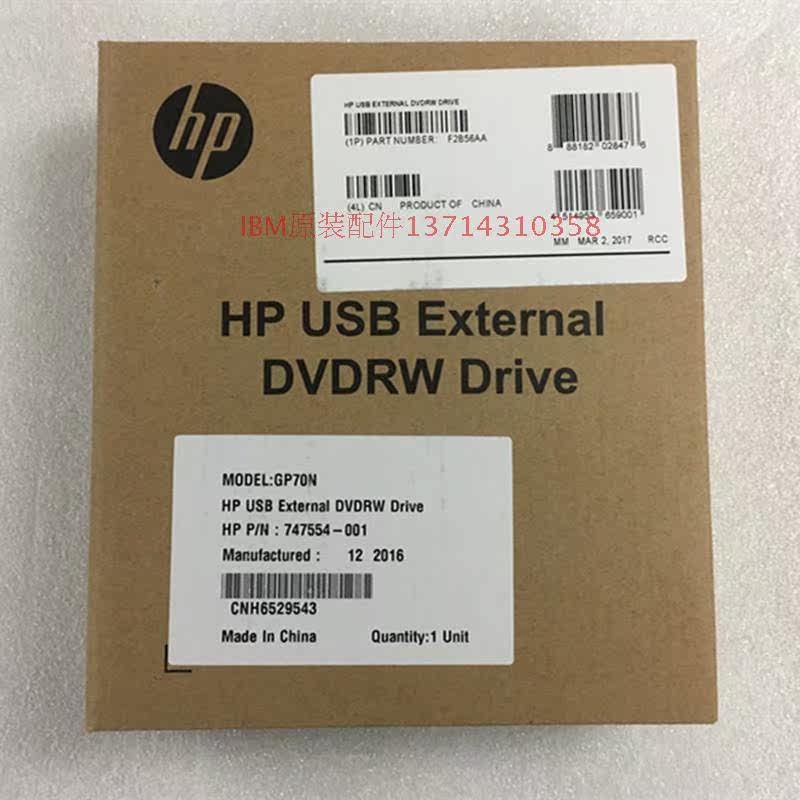 hp
HP USB EXTERNAL DVDRW DRIVE
(1P) PART NUMBER: F2B56AA
8 88182 02847 6
(4L) CN PRODUCT OF CHINA
4 514953 659001
IBM原装配件13714310358
MM MAR 2, 2017 RCC
HP USB External
DVDRW Drive
MODEL:GP70N
HP USB External DVDRW Drive
HP P/N : 747554-001
Manufactured : 12 2016
CNH6529543
Made In China Quantity:1 Unit